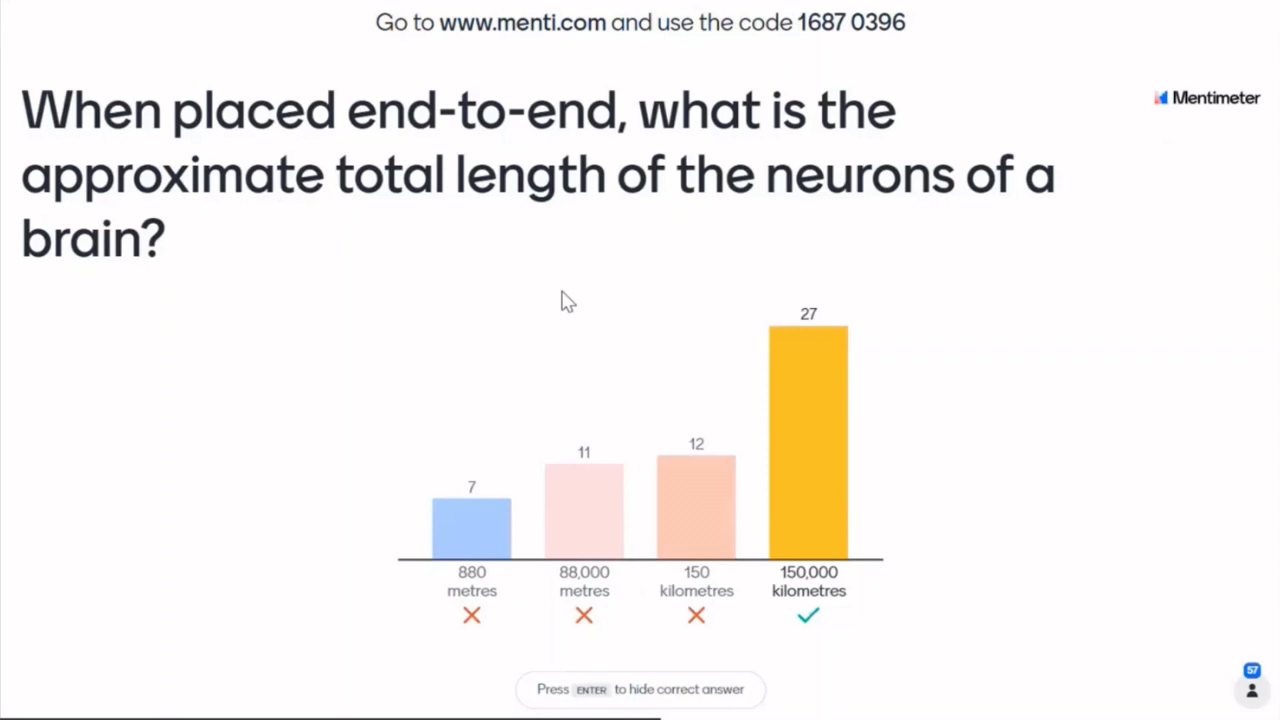 Go to www.menti.com and use the code 1687 0396
When placed end-to-end, what is the
approximate total length of the neurons of a
brain?
Mentimeter
27
12
11
7
880
metres
88,000
metres
150
kilometres
150,000
kilometres
Press ENTER to hide correct answer
57